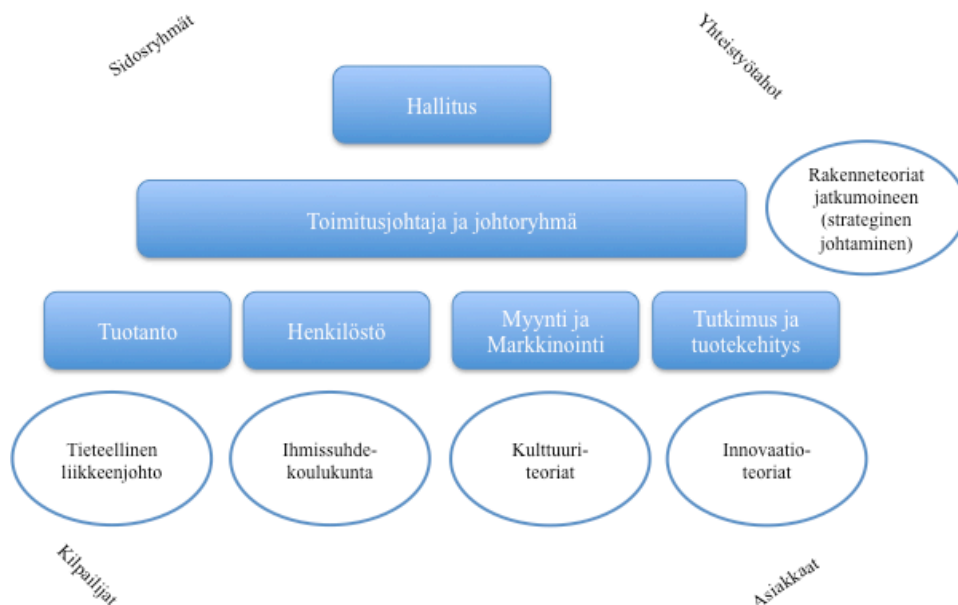 Sidosryhmät
Yhteistyötahot
Hallitus
Toimitusjohtaja ja johtoryhmä
Rakenneteoriat
jatkumoineen
(strateginen
johtaminen)
Tuotanto
Henkilöstö
Myynti ja
Markkinointi
Tutkimus ja
tuotekehitys
Tieteellinen
liikkeenjohto
Ihmissuhde-
koulukunta
Kulttuuri-
teoriat
Innovaatio-
teoriat
Kilpailijat
Asiakkaat